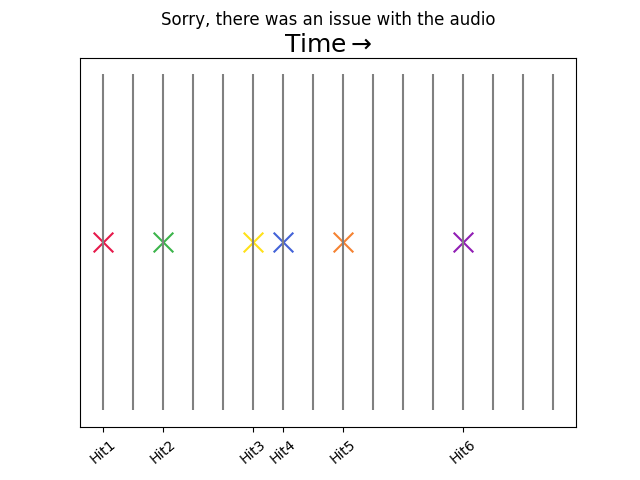 Sorry, there was an issue with the audio
Time→
Hit1 Hit2 Hit3 Hit4 Hit5 Hit6